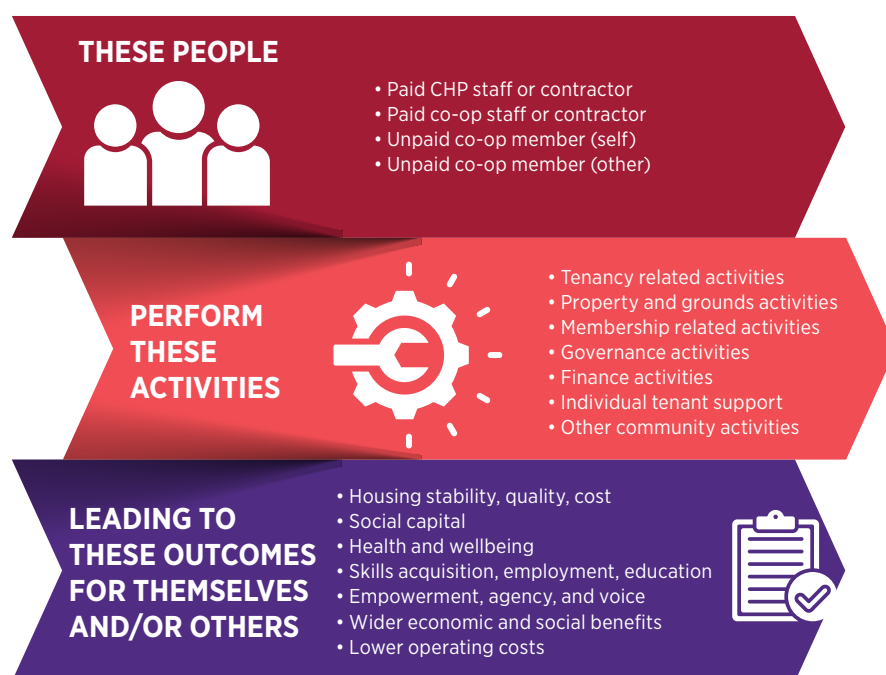 THESE PEOPLE
• Paid CHP staff or contractor
• Paid co-op staff or contractor
• Unpaid co-op member (self)
• Unpaid co-op member (other)
PERFORM
THESE
ACTIVITIES
• Tenancy related activities
• Property and grounds activities
• Membership related activities
• Governance activities
• Finance activities
• Individual tenant support
• Other community activities
LEADING TO
THESE OUTCOMES
FOR THEMSELVES
AND/OR OTHERS
• Housing stability, quality, cost
• Social capital
• Health and wellbeing
• Skills acquisition, employment, education
• Empowerment, agency, and voice
• Wider economic and social benefits
• Lower operating costs